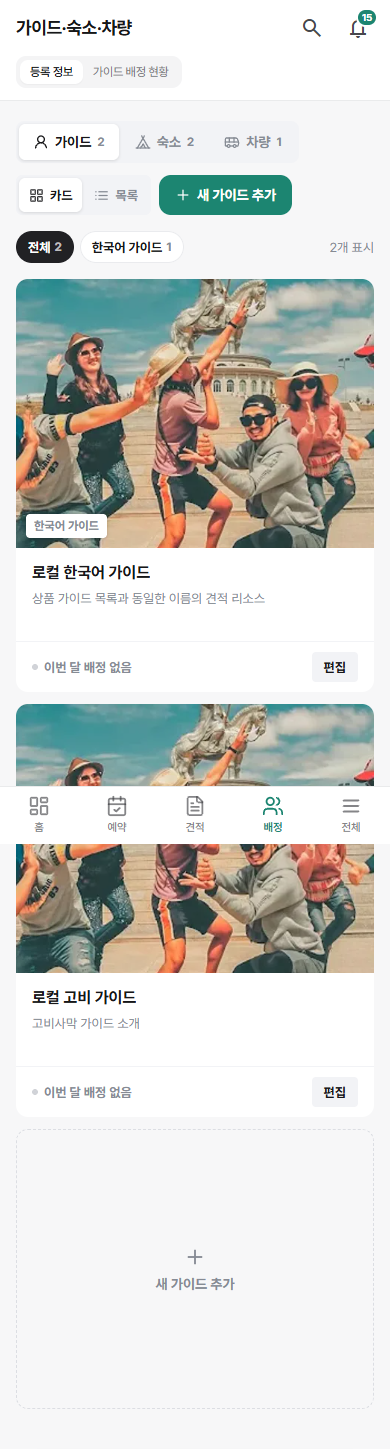 가이드·숙소·차량
15
등록 정보 가이드 배정 현황
가이드 2 숙소 2 차량 1
카드 목록 + 새 가이드 추가
전체 2 한국어 가이드 1 2개 표시
한국어 가이드
로컬 한국어 가이드
상품 가이드 목록과 동일한 이름의 견적 리소스
이번 달 배정 없음 편집
홈 예약 견적 배정 전체
로컬 고비 가이드
고비사막 가이드 소개
이번 달 배정 없음 편집
+
새 가이드 추가